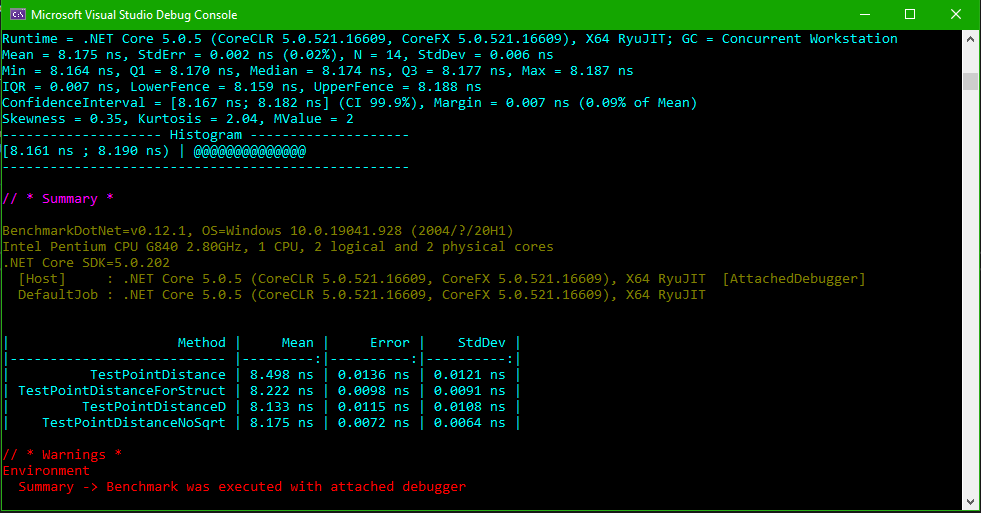 Microsoft Visual Studio Debug Console
Runtime = .NET Core 5.0.5 (CoreCLR 5.0.521.16609, CoreFX 5.0.521.16609), X64 RyuJIT; GC = Concurrent Workstation
Mean = 8.175 ns, StdErr = 0.002 ns (0.02%), N = 14, StdDev = 0.006 ns
Min = 8.164 ns, Q1 = 8.170 ns, Median = 8.174 ns, Q3 = 8.177 ns, Max = 8.187 ns
IQR = 0.007 ns, LowerFence = 8.159 ns, UpperFence = 8.188 ns
ConfidenceInterval = [8.167 ns; 8.182 ns] (CI 99.9%), Margin = 0.007 ns (0.09% of Mean)
Skewness = 0.35, Kurtosis = 2.04, MValue = 2
-------------------- Histogram --------------------
[8.161 ns ; 8.190 ns) | @@@@@@@@@@@@@@
---------------------------------------------------
// * Summary *
BenchmarkDotNet=v0.12.1, OS=Windows 10.0.19041.928 (2004/?/20H1)
Intel Pentium CPU G840 2.80GHz, 1 CPU, 2 logical and 2 physical cores
.NET Core SDK=5.0.202
  [Host]     : .NET Core 5.0.5 (CoreCLR 5.0.521.16609, CoreFX 5.0.521.16609), X64 RyuJIT  [AttachedDebugger]
  DefaultJob : .NET Core 5.0.5 (CoreCLR 5.0.521.16609, CoreFX 5.0.521.16609), X64 RyuJIT
|                     Method |     Mean |     Error |    StdDev |
|--------------------------- |---------:|----------:|----------:|
|          TestPointDistance | 8.498 ns | 0.0136 ns | 0.0121 ns |
| TestPointDistanceForStruct | 8.222 ns | 0.0098 ns | 0.0091 ns |
|         TestPointDistanceD | 8.133 ns | 0.0115 ns | 0.0108 ns |
|    TestPointDistanceNoSqrt | 8.175 ns | 0.0072 ns | 0.0064 ns |
// * Warnings *
Environment
  Summary -> Benchmark was executed with attached debugger